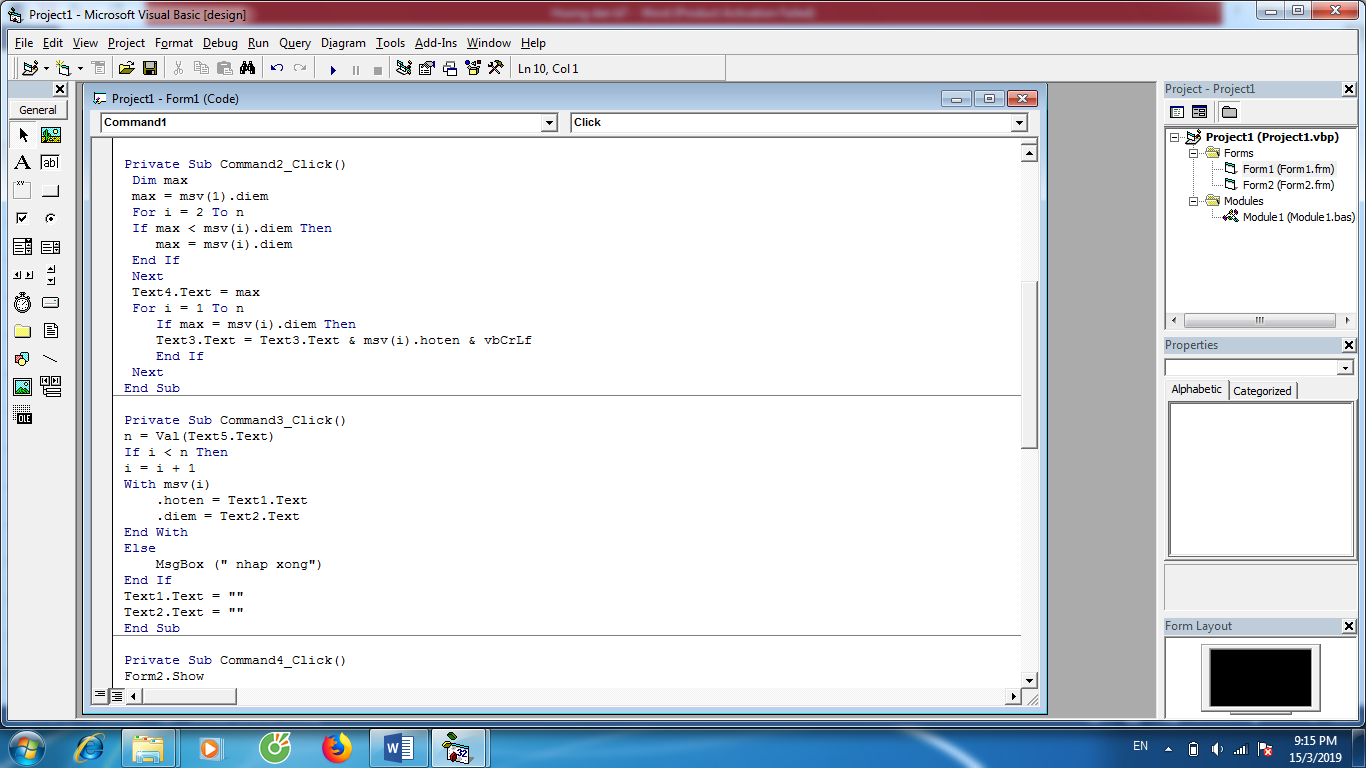 Project1 - Microsoft Visual Basic [design]
File Edit View Project Format Debug Run Query Diagram Tools Add-Ins Window Help
Ln 10, Col 1
General
A
ab
xy
OLE
Project1 - Form1 (Code)
Command1 Click
Private Sub Command2_Click()
Dim max
max = msv(1).diem
For i = 2 To n
If max < msv(i).diem Then
max = msv(i).diem
End If
Next
Text4.Text = max
For i = 1 To n
If max = msv(i).diem Then
Text3.Text = Text3.Text & msv(i).hoten & vbCrLf
End If
Next
End Sub
Private Sub Command3_Click()
n = Val(Text5.Text)
If i < n Then
i = i + 1
With msv(i)
.hoten = Text1.Text
.diem = Text2.Text
End With
Else
MsgBox (" nhap xong")
End If
Text1.Text = ""
Text2.Text = ""
End Sub
Private Sub Command4_Click()
Form2.Show
Project - Project1
Project1 (Project1.vbp)
Forms
Form1 (Form1.frm)
Form2 (Form2.frm)
Modules
Module1 (Module1.bas)
Properties
Alphabetic Categorized
Form Layout
EN
9:15 PM
15/3/2019